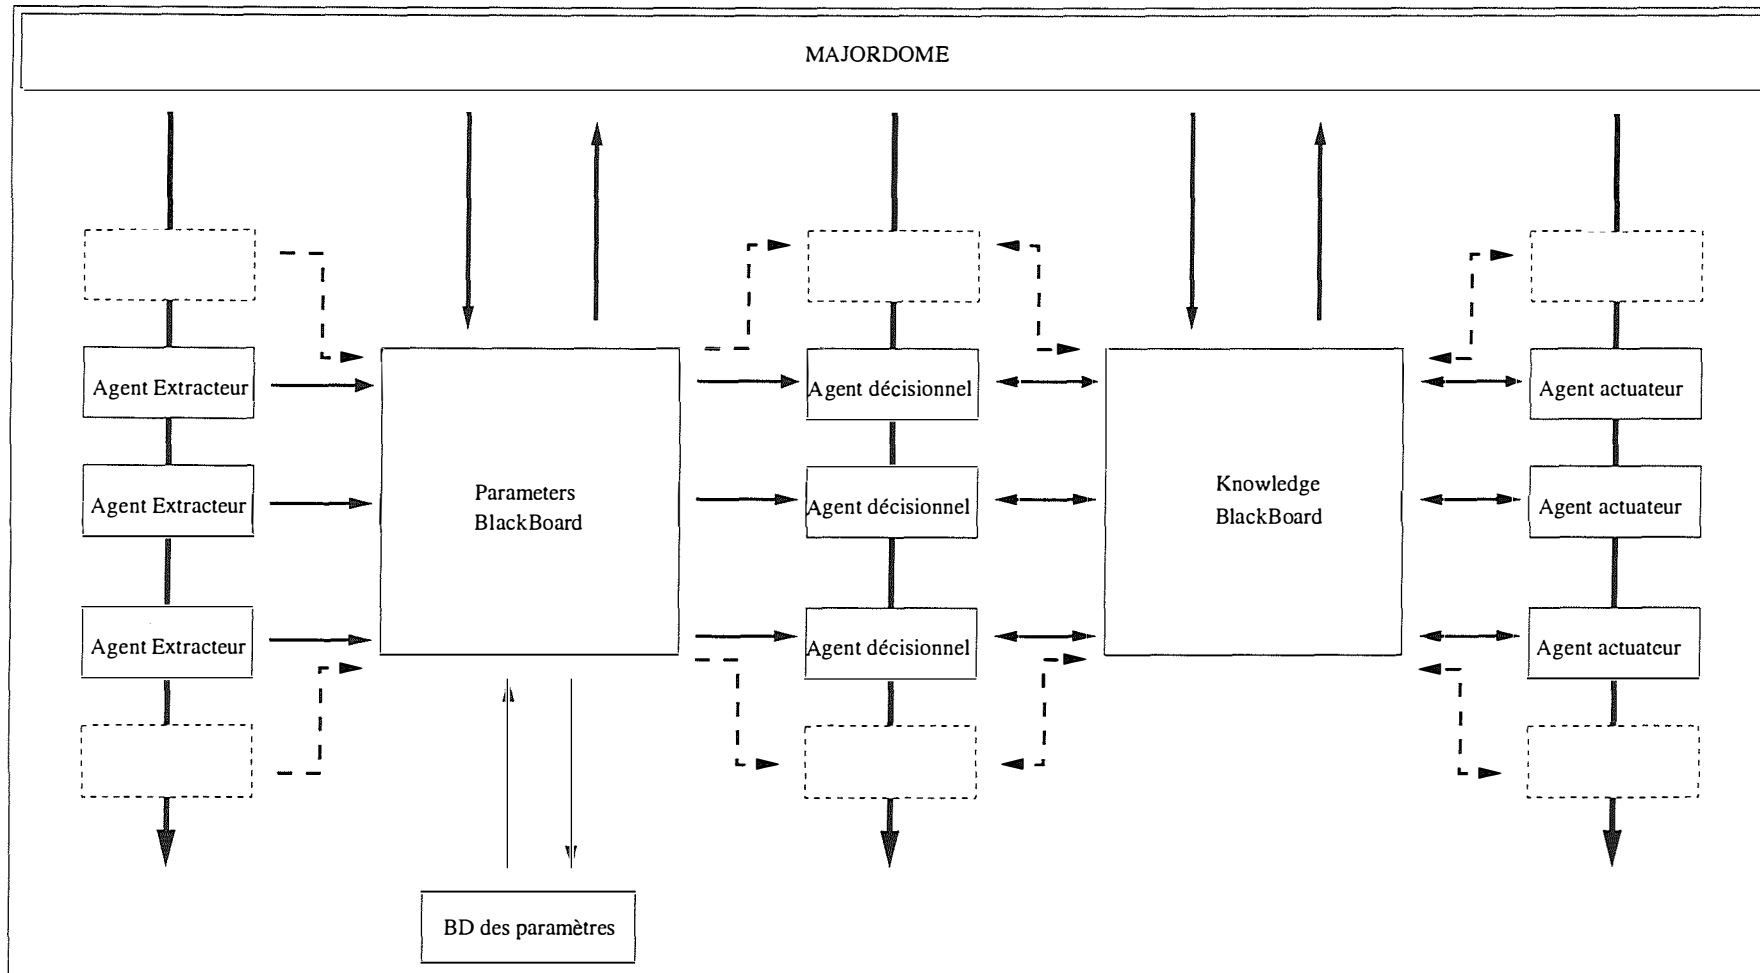 MAJORDOME
Agent Extracteur
Agent décisionnel
Agent actuateur
Parameters
BlackBoard
Knowledge
BlackBoard
Agent Extracteur
Agent décisionnel
Agent actuateur
Agent Extracteur
Agent décisionnel
Agent actuateur
BD des paramètres